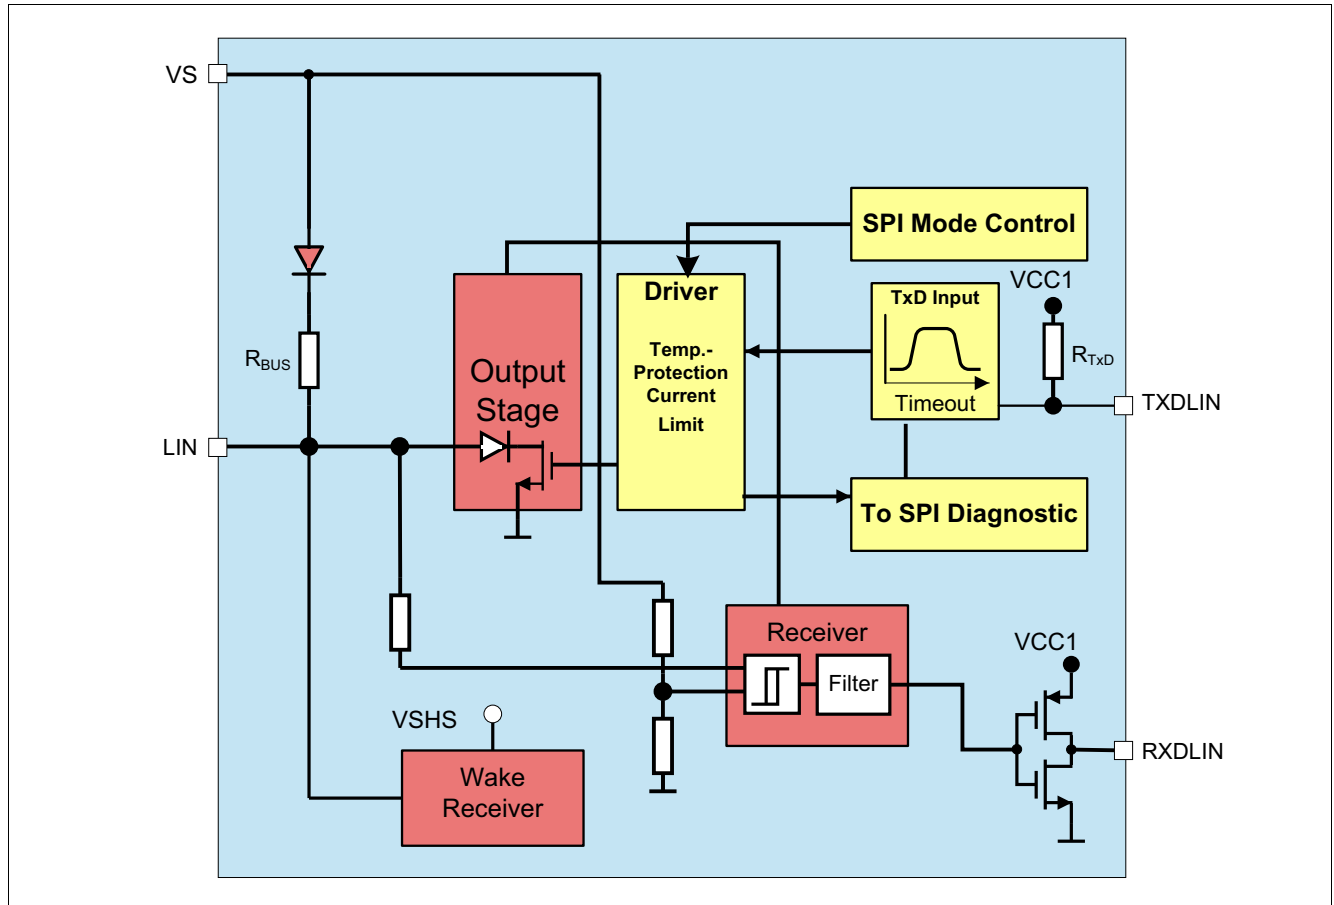 VS
SPI Mode Control
VCC1
Driver
TxD Input
Temp.-
Protection
Current
Limit
R_BUS
Output
Stage
R_TxD
Timeout
TXDLIN
LIN
To SPI Diagnostic
Receiver
VCC1
Filter
VSHS
RXDLIN
Wake
Receiver